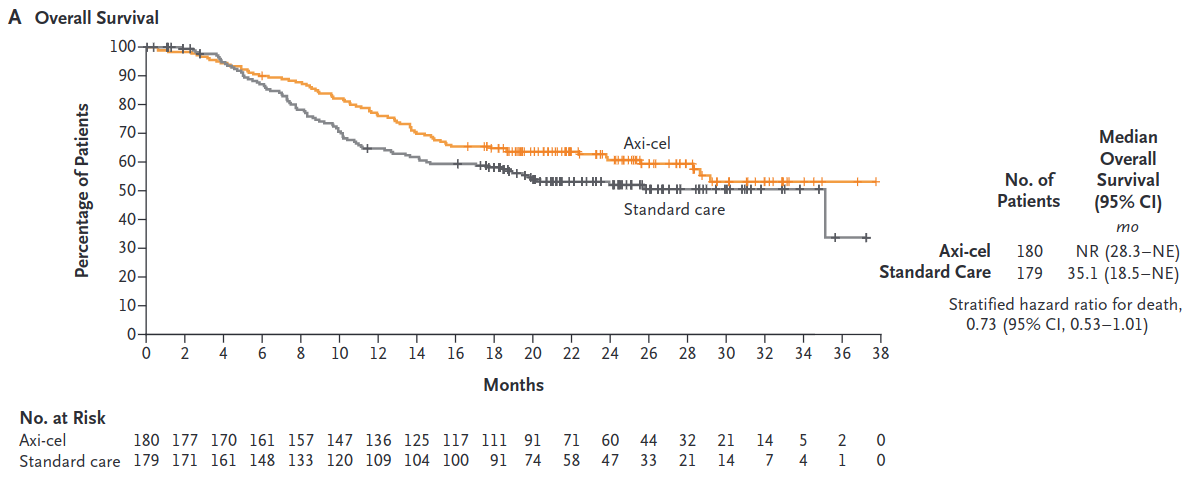 A Overall Survival
100
90
80
70
60
50
40
30
20
10
0
Percentage of Patients
Axi-cel
Standard care
0 2 4 6 8 10 12 14 16 18 20 22 24 26 28 30 32 34 36 38
Months
No. of Patients
Median Overall Survival (95% CI)
mo
Axi-cel 180 NR (28.3–NE)
Standard Care 179 35.1 (18.5–NE)
Stratified hazard ratio for death,
0.73 (95% CI, 0.53–1.01)
No. at Risk
Axi-cel 180 177 170 161 157 147 136 125 117 111 91 71 60 44 32 21 14 5 2 0
Standard care 179 171 161 148 133 120 109 104 100 91 74 58 47 33 21 14 7 4 1 0